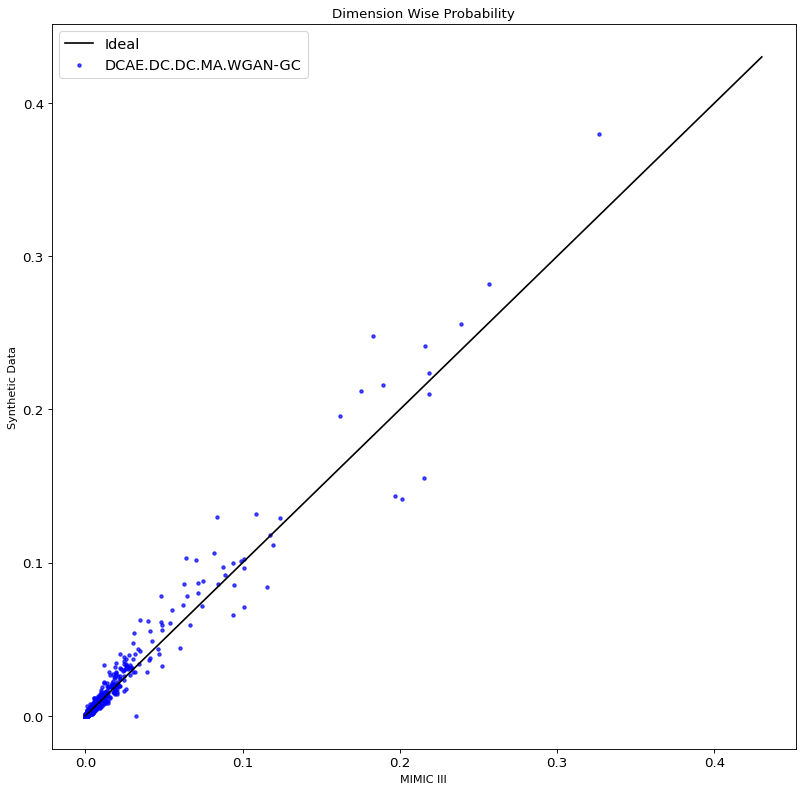 Dimension Wise Probability
Ideal
DCAE.DC.DC.MA.WGAN-GC
0.4
0.3
0.2
0.1
0.0
Synthetic Data
0.0 0.1 0.2 0.3 0.4
MIMIC III